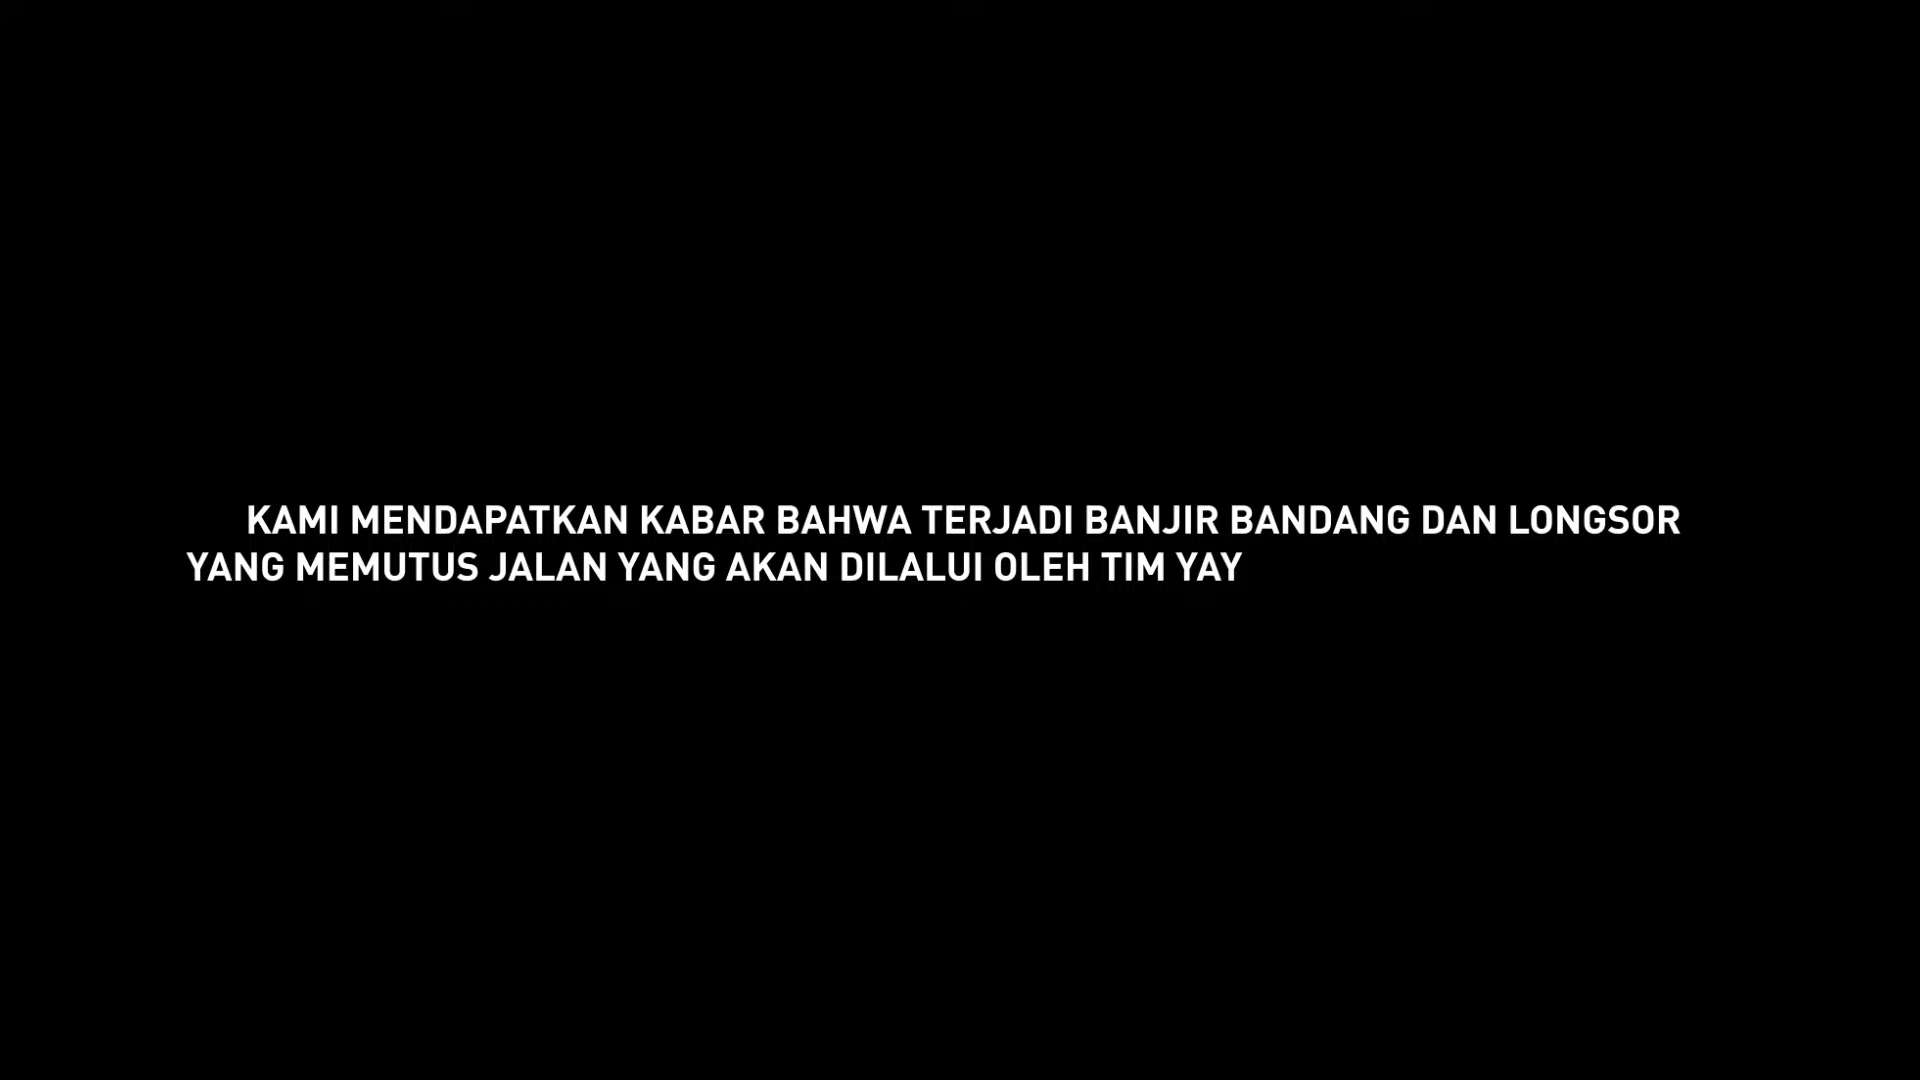 KAMI MENDAPATKAN KABAR BAHWA TERJADI BANJIR BANDANG DAN LONGSOR
YANG MEMUTUS JALAN YANG AKAN DILALUI OLEH TIM YAY